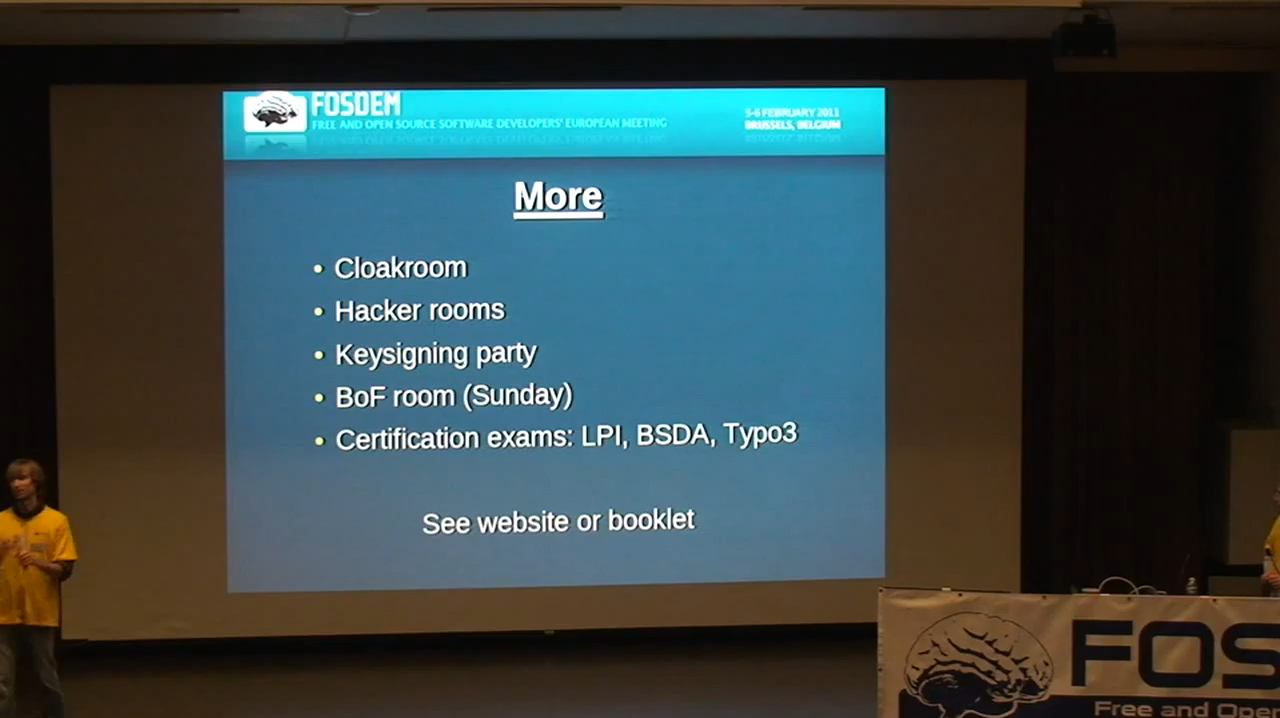 FOSDEM
FREE AND OPEN SOURCE SOFTWARE DEVELOPERS' EUROPEAN MEETING
5-6 FEBRUARY 2011
BRUSSELS, BELGIUM
More
• Cloakroom
• Hacker rooms
• Keysigning party
• BoF room (Sunday)
• Certification exams: LPI, BSDA, Typo3
See website or booklet
FOS
Free and Open